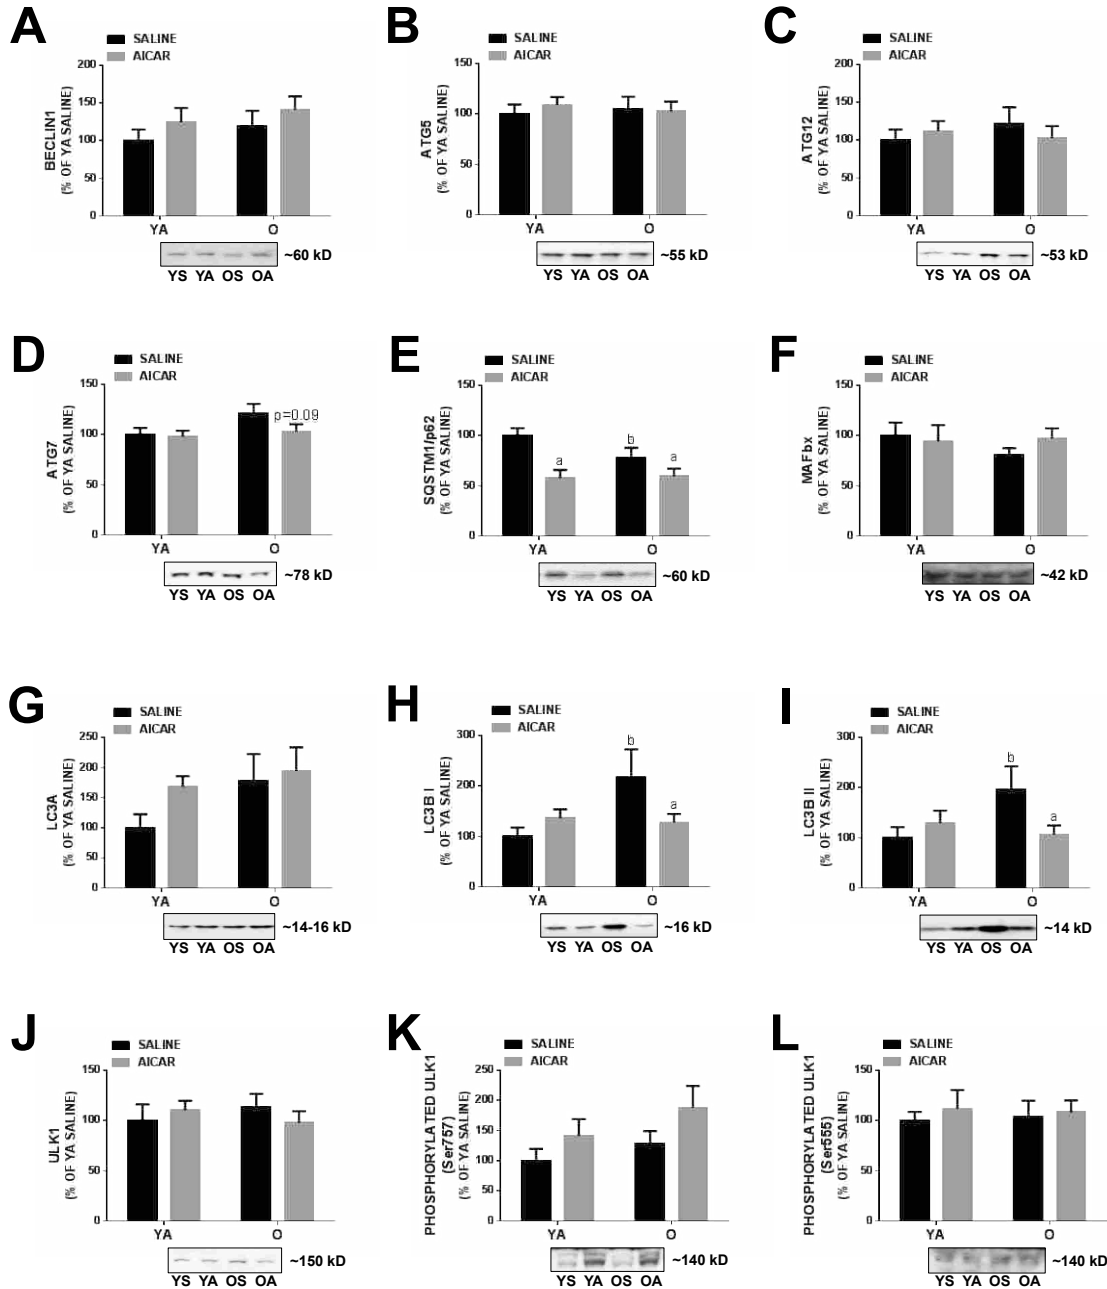 A
SALINE
AICAR
BECLIN1
(% OF YA SALINE)
200
150
100
50
0
YA
O
~60 kD
YS YA OS OA
B
SALINE
AICAR
ATG5
(% OF YA SALINE)
150
100
50
0
YA
O
~55 kD
YS YA OS OA
C
SALINE
AICAR
ATG12
(% OF YA SALINE)
200
150
100
50
0
YA
O
~53 kD
YS YA OS OA
D
SALINE
AICAR
ATG7
(% OF YA SALINE)
150
100
50
0
p=0.09
YA
O
~78 kD
YS YA OS OA
E
SALINE
AICAR
SQSTM1/p62
(% OF YA SALINE)
150
100
50
0
a
b
a
YA
O
~60 kD
YS YA OS OA
F
SALINE
AICAR
MAFbx
(% OF YA SALINE)
150
100
50
0
YA
O
~42 kD
YS YA OS OA
G
SALINE
AICAR
LC3A
(% OF YA SALINE)
250
200
150
100
50
0
YA
O
~14-16 kD
YS YA OS OA
H
SALINE
AICAR
LC3B I
(% OF YA SALINE)
300
200
100
0
b
a
YA
O
~16 kD
YS YA OS OA
I
SALINE
AICAR
LC3B II
(% OF YA SALINE)
300
200
100
0
b
a
YA
O
~14 kD
YS YA OS OA
J
SALINE
AICAR
ULK1
(% OF YA SALINE)
150
100
50
0
YA
O
~150 kD
YS YA OS OA
K
SALINE
AICAR
PHOSPHORYLATED ULK1
(Ser757)
(% OF YA SALINE)
250
200
150
100
50
0
YA
O
~140 kD
YS YA OS OA
L
SALINE
AICAR
PHOSPHORYLATED ULK1
(Ser555)
(% OF YA SALINE)
150
100
50
0
YA
O
~140 kD
YS YA OS OA